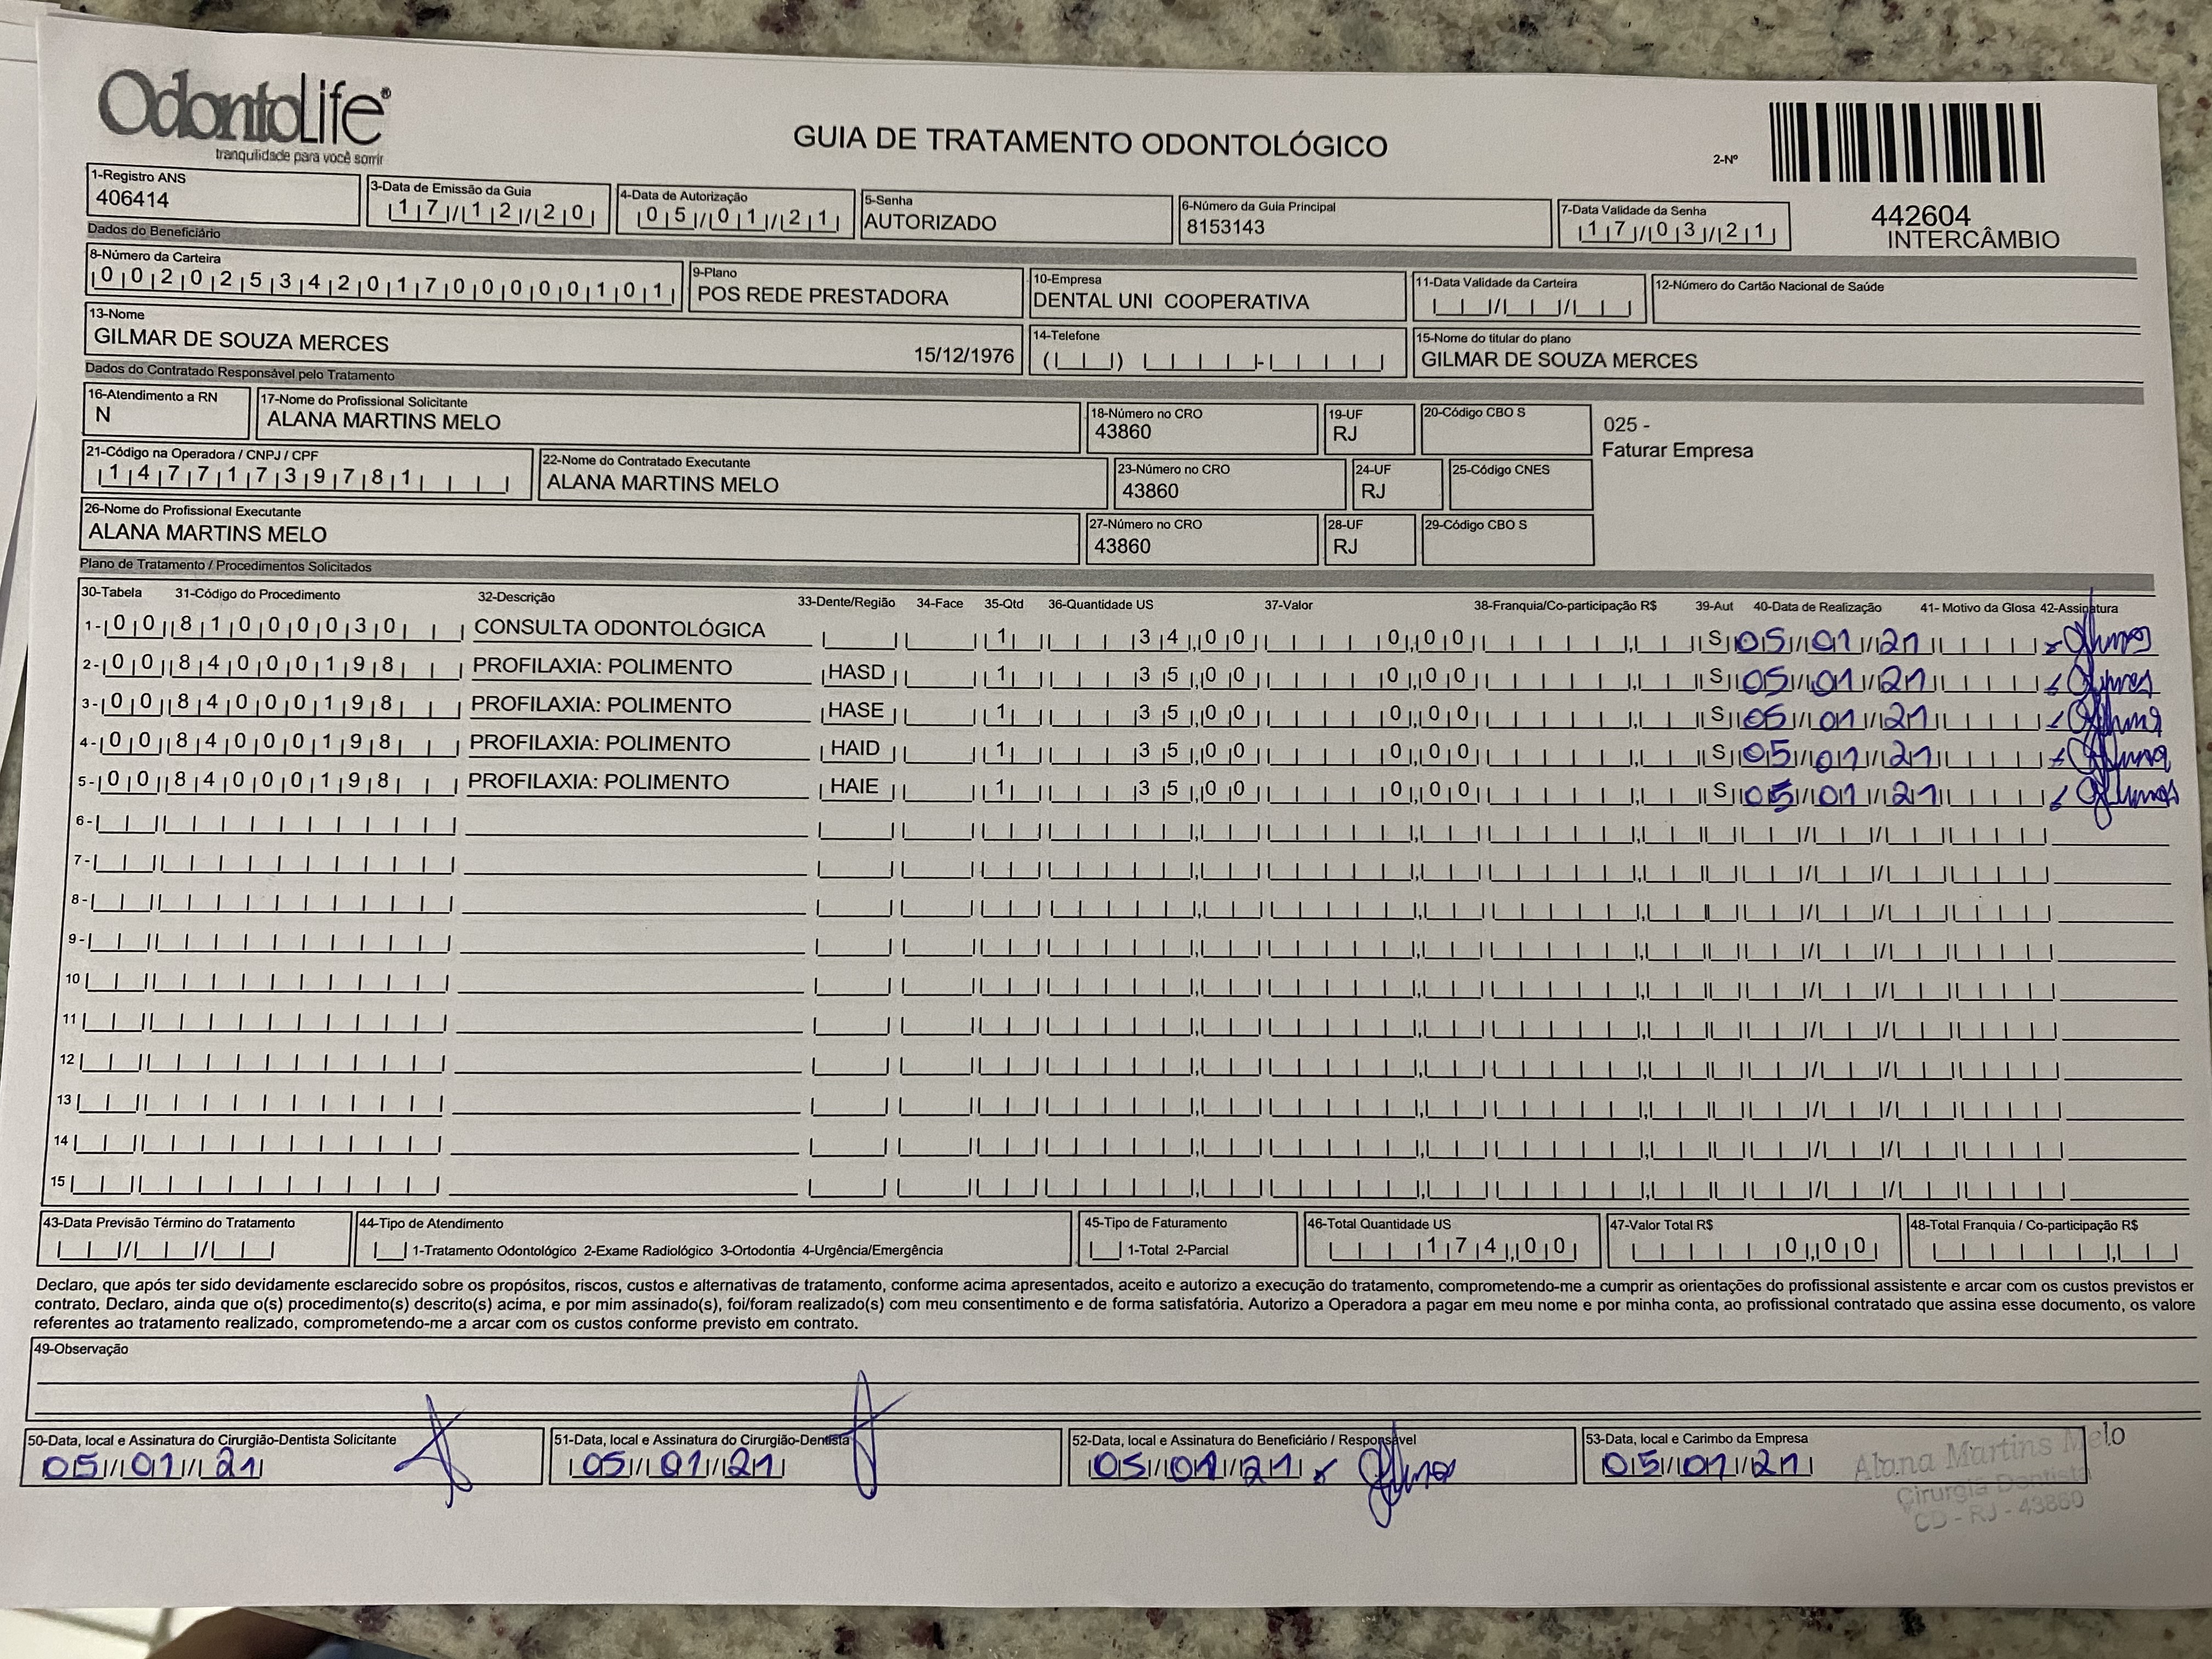 OdontoLife®
tranquilidade para você sorrir
GUIA DE TRATAMENTO ODONTOLÓGICO
2-Nº
442604
INTERCÂMBIO
1-Registro ANS
406414
3-Data de Emissão da Guia
17/12/20
4-Data de Autorização
05/01/21
5-Senha
AUTORIZADO
6-Número da Guia Principal
8153143
7-Data Validade da Senha
17/03/21
Dados do Beneficiário
8-Número da Carteira
00202534201700000101
9-Plano
POS REDE PRESTADORA
10-Empresa
DENTAL UNI COOPERATIVA
11-Data Validade da Carteira
12-Número do Cartão Nacional de Saúde
13-Nome
GILMAR DE SOUZA MERCES 15/12/1976
14-Telefone
15-Nome do titular do plano
GILMAR DE SOUZA MERCES
Dados do Contratado Responsável pelo Tratamento
16-Atendimento a RN
N
17-Nome do Profissional Solicitante
ALANA MARTINS MELO
18-Número no CRO
43860
19-UF
RJ
20-Código CBO S
025 -
Faturar Empresa
21-Código na Operadora / CNPJ / CPF
14771739781
22-Nome do Contratado Executante
ALANA MARTINS MELO
23-Número no CRO
43860
24-UF
RJ
25-Código CNES
26-Nome do Profissional Executante
ALANA MARTINS MELO
27-Número no CRO
43860
28-UF
RJ
29-Código CBO S
Plano de Tratamento / Procedimentos Solicitados
30-Tabela 31-Código do Procedimento 32-Descrição 33-Dente/Região 34-Face 35-Qtd 36-Quantidade US 37-Valor 38-Franquia/Co-participação R$ 39-Aut 40-Data de Realização 41- Motivo da Glosa 42-Assinatura
1- 00 81000030 CONSULTA ODONTOLÓGICA 1 34,00 0,00 S 05/01/21
2- 00 84000198 PROFILAXIA: POLIMENTO HASD 1 35,00 0,00 S 05/01/21
3- 00 84000198 PROFILAXIA: POLIMENTO HASE 1 35,00 0,00 S 05/01/21
4- 00 84000198 PROFILAXIA: POLIMENTO HAID 1 35,00 0,00 S 05/01/21
5- 00 84000198 PROFILAXIA: POLIMENTO HAIE 1 35,00 0,00 S 05/01/21
6-
7-
8-
9-
10
11
12
13
14
15
43-Data Previsão Término do Tratamento
44-Tipo de Atendimento
1-Tratamento Odontológico 2-Exame Radiológico 3-Ortodontia 4-Urgência/Emergência
45-Tipo de Faturamento
1-Total 2-Parcial
46-Total Quantidade US
174,00
47-Valor Total R$
0,00
48-Total Franquia / Co-participação R$
Declaro, que após ter sido devidamente esclarecido sobre os propósitos, riscos, custos e alternativas de tratamento, conforme acima apresentados, aceito e autorizo a execução do tratamento, comprometendo-me a cumprir as orientações do profissional assistente e arcar com os custos previstos er
contrato. Declaro, ainda que o(s) procedimento(s) descrito(s) acima, e por mim assinado(s), foi/foram realizado(s) com meu consentimento e de forma satisfatória. Autorizo a Operadora a pagar em meu nome e por minha conta, ao profissional contratado que assina esse documento, os valore
referentes ao tratamento realizado, comprometendo-me a arcar com os custos conforme previsto em contrato.
49-Observação
50-Data, local e Assinatura do Cirurgião-Dentista Solicitante
05/01/21
51-Data, local e Assinatura do Cirurgião-Dentista
05/01/21
52-Data, local e Assinatura do Beneficiário / Responsável
05/01/21
53-Data, local e Carimbo da Empresa
05/01/21
Alana Martins Melo
Cirurgiã Dentista
CD - RJ - 43860